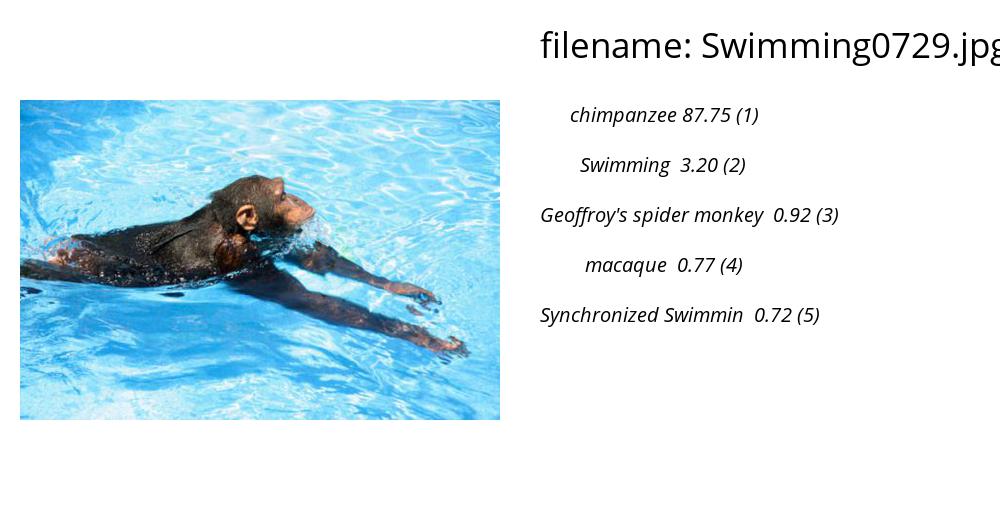 filename: Swimming0729.jpg
chimpanzee 87.75 (1)
Swimming 3.20 (2)
Geoffroy's spider monkey 0.92 (3)
macaque 0.77 (4)
Synchronized Swimmin 0.72 (5)